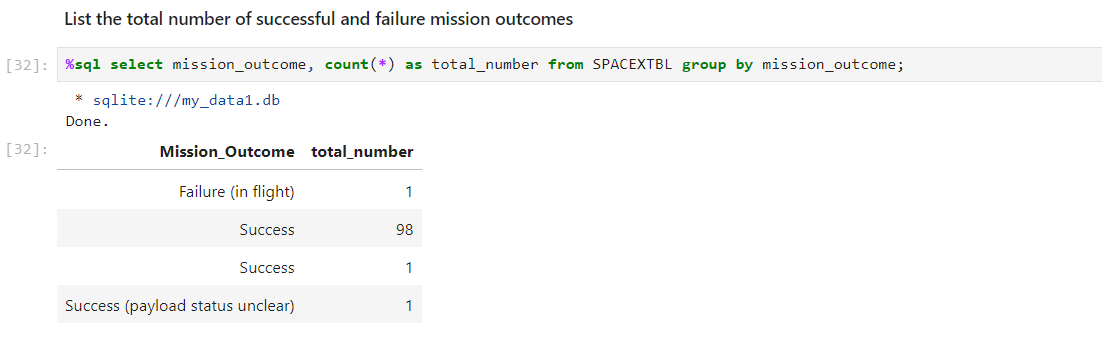 List the total number of successful and failure mission outcomes
[32]: %sql select mission_outcome, count(*) as total_number from SPACEXTBL group by mission_outcome;
* sqlite:///my_data1.db
Done.
[32]: Mission_Outcome total_number
Failure (in flight) 1
Success 98
Success 1
Success (payload status unclear) 1